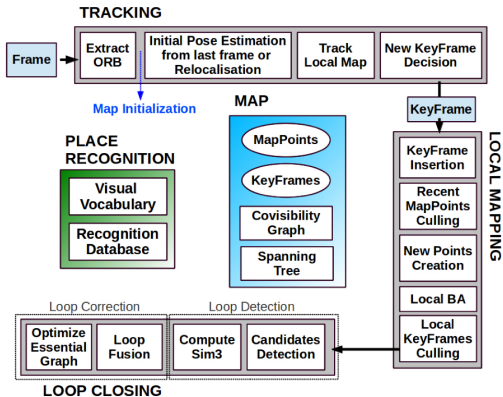 TRACKING
Frame
Extract
ORB
Initial Pose Estimation
from last frame or
Relocalisation
Track
Local Map
New KeyFrame
Decision
Map Initialization
KeyFrame
MAP
MapPoints
KeyFrames
Covisibility
Graph
Spanning
Tree
PLACE
RECOGNITION
Visual
Vocabulary
Recognition
Database
LOCAL MAPPING
KeyFrame
Insertion
Recent
MapPoints
Culling
New Points
Creation
Local BA
Local
KeyFrames
Culling
Loop Correction
Loop Detection
Optimize
Essential
Graph
Loop
Fusion
Compute
Sim3
Candidates
Detection
LOOP CLOSING